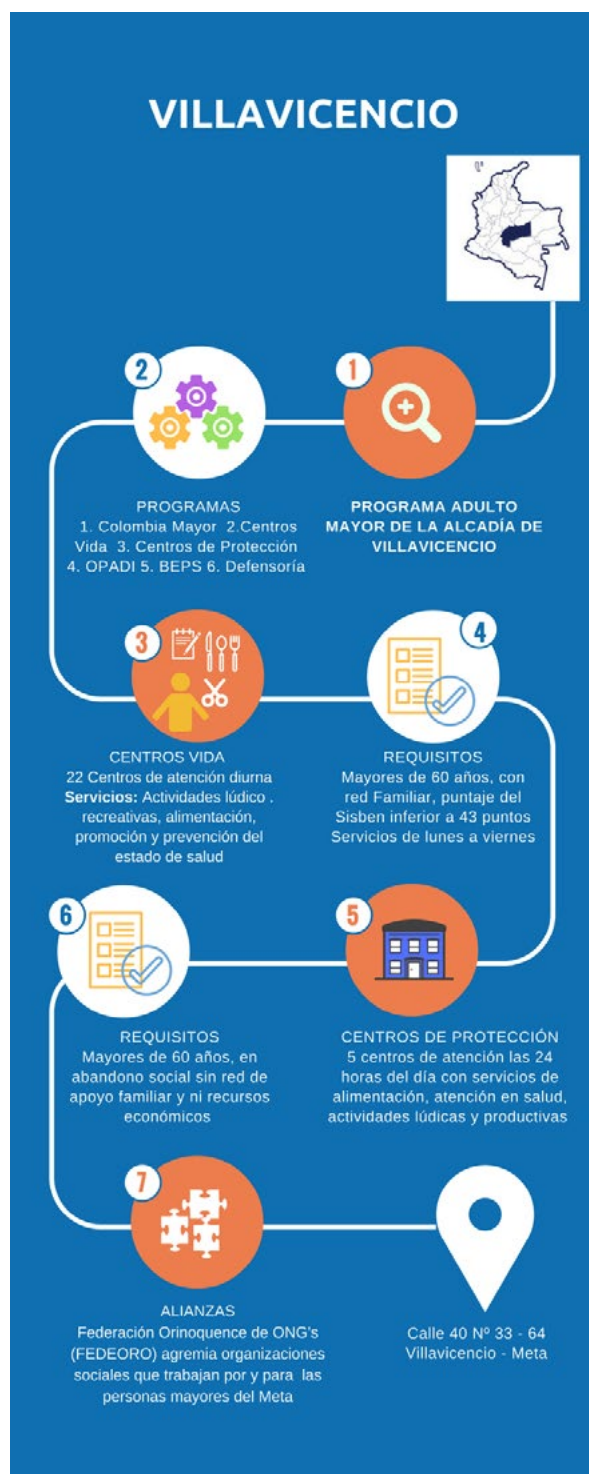 VILLAVICENCIO
1
PROGRAMA ADULTO
MAYOR DE LA ALCADÍA DE
VILLAVICENCIO
2
PROGRAMAS
1. Colombia Mayor 2.Centros
Vida 3. Centros de Protección
4. OPADI 5. BEPS 6. Defensoría
3
CENTROS VIDA
22 Centros de atención diurna
Servicios: Actividades lúdico .
recreativas, alimentación,
promoción y prevención del
estado de salud
4
REQUISITOS
Mayores de 60 años, con
red Familiar, puntaje del
Sisben inferior a 43 puntos
Servicios de lunes a viernes
5
CENTROS DE PROTECCIÓN
5 centros de atención las 24
horas del día con servicios de
alimentación, atención en salud,
actividades lúdicas y productivas
6
REQUISITOS
Mayores de 60 años, en
abandono social sin red de
apoyo familiar y ni recursos
económicos
7
ALIANZAS
Federación Orinoquence de ONG's
(FEDEORO) agremia organizaciones
sociales que trabajan por y para las
personas mayores del Meta
Calle 40 Nº 33 - 64
Villavicencio - Meta